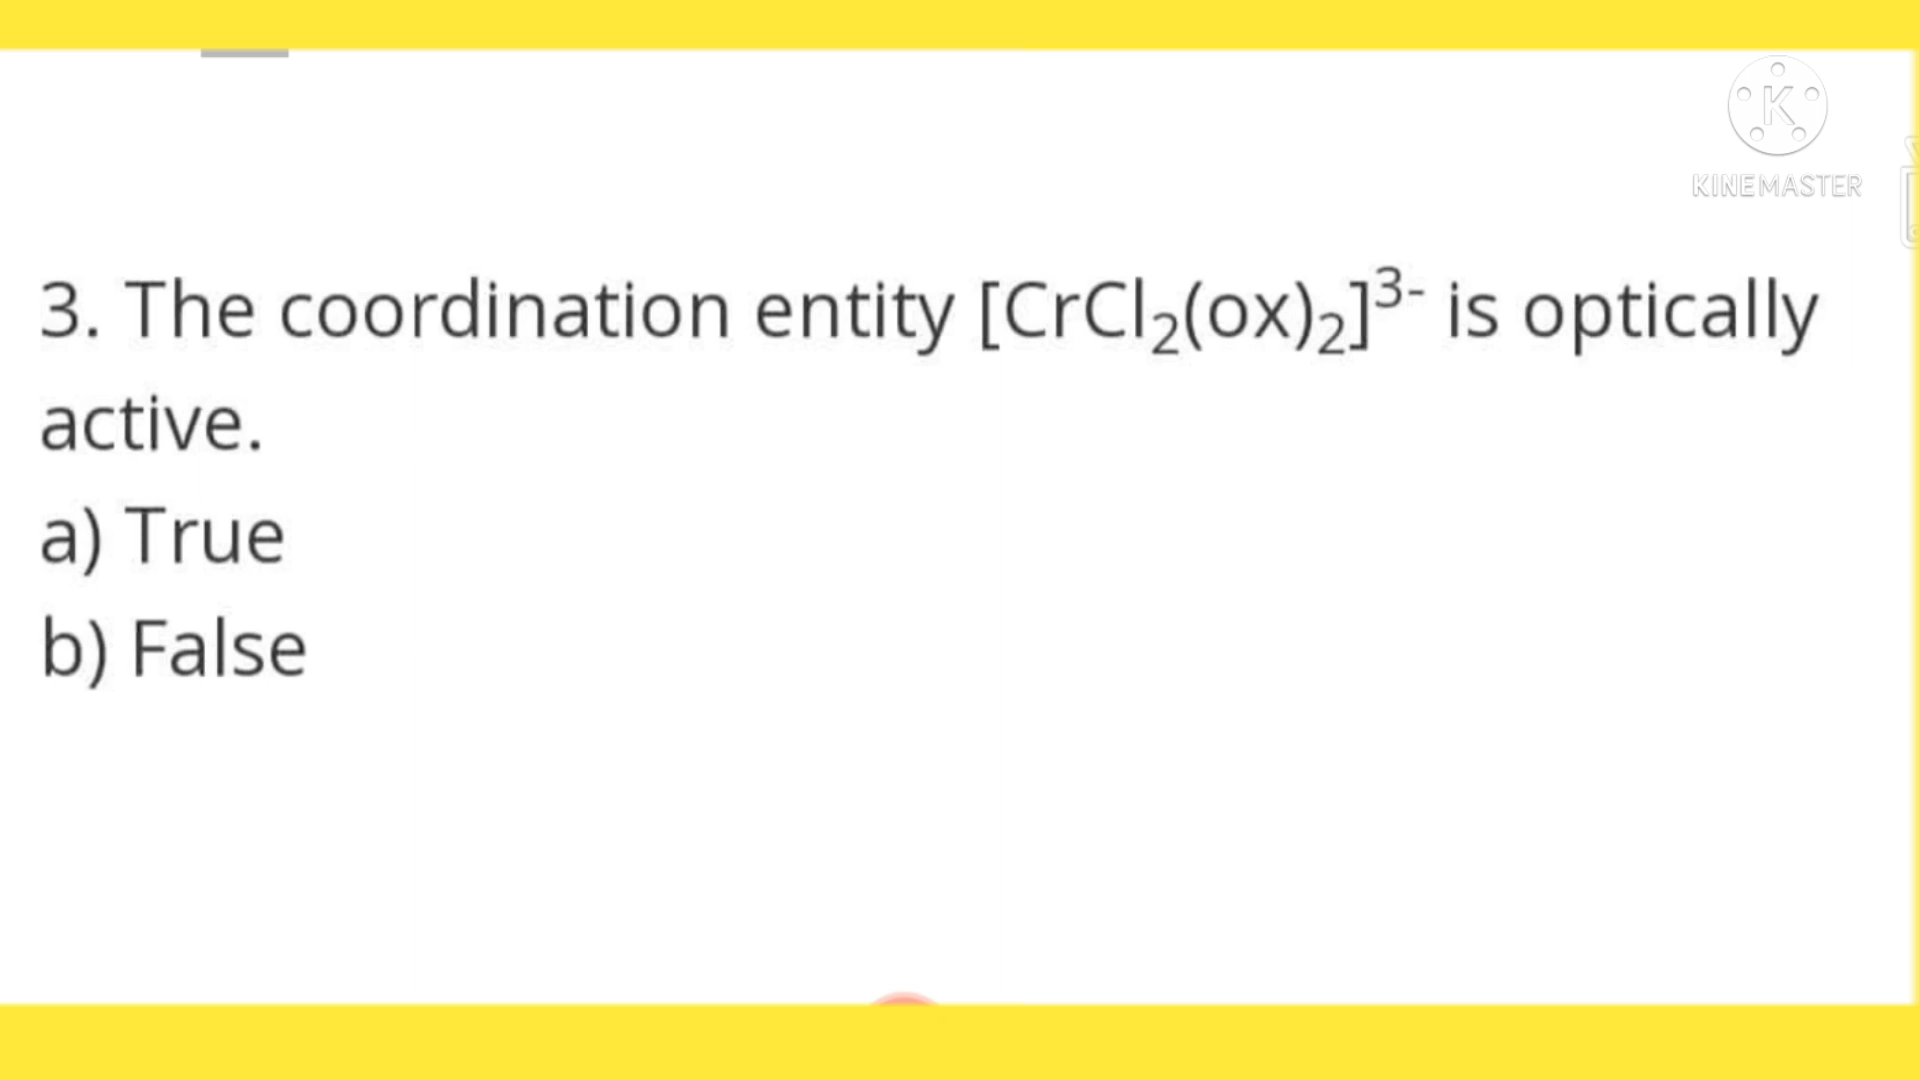 KINEMASTER
3. The coordination entity [CrCl₂(ox)₂]³⁻ is optically
active.
a) True
b) False